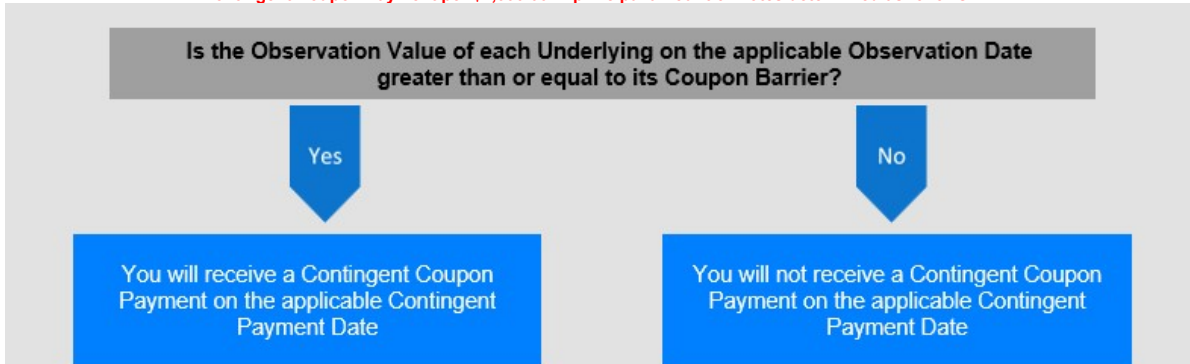 Is the Observation Value of each Underlying on the applicable Observation Date
greater than or equal to its Coupon Barrier?
Yes
No
You will receive a Contingent Coupon
Payment on the applicable Contingent
Payment Date
You will not receive a Contingent Coupon
Payment on the applicable Contingent
Payment Date